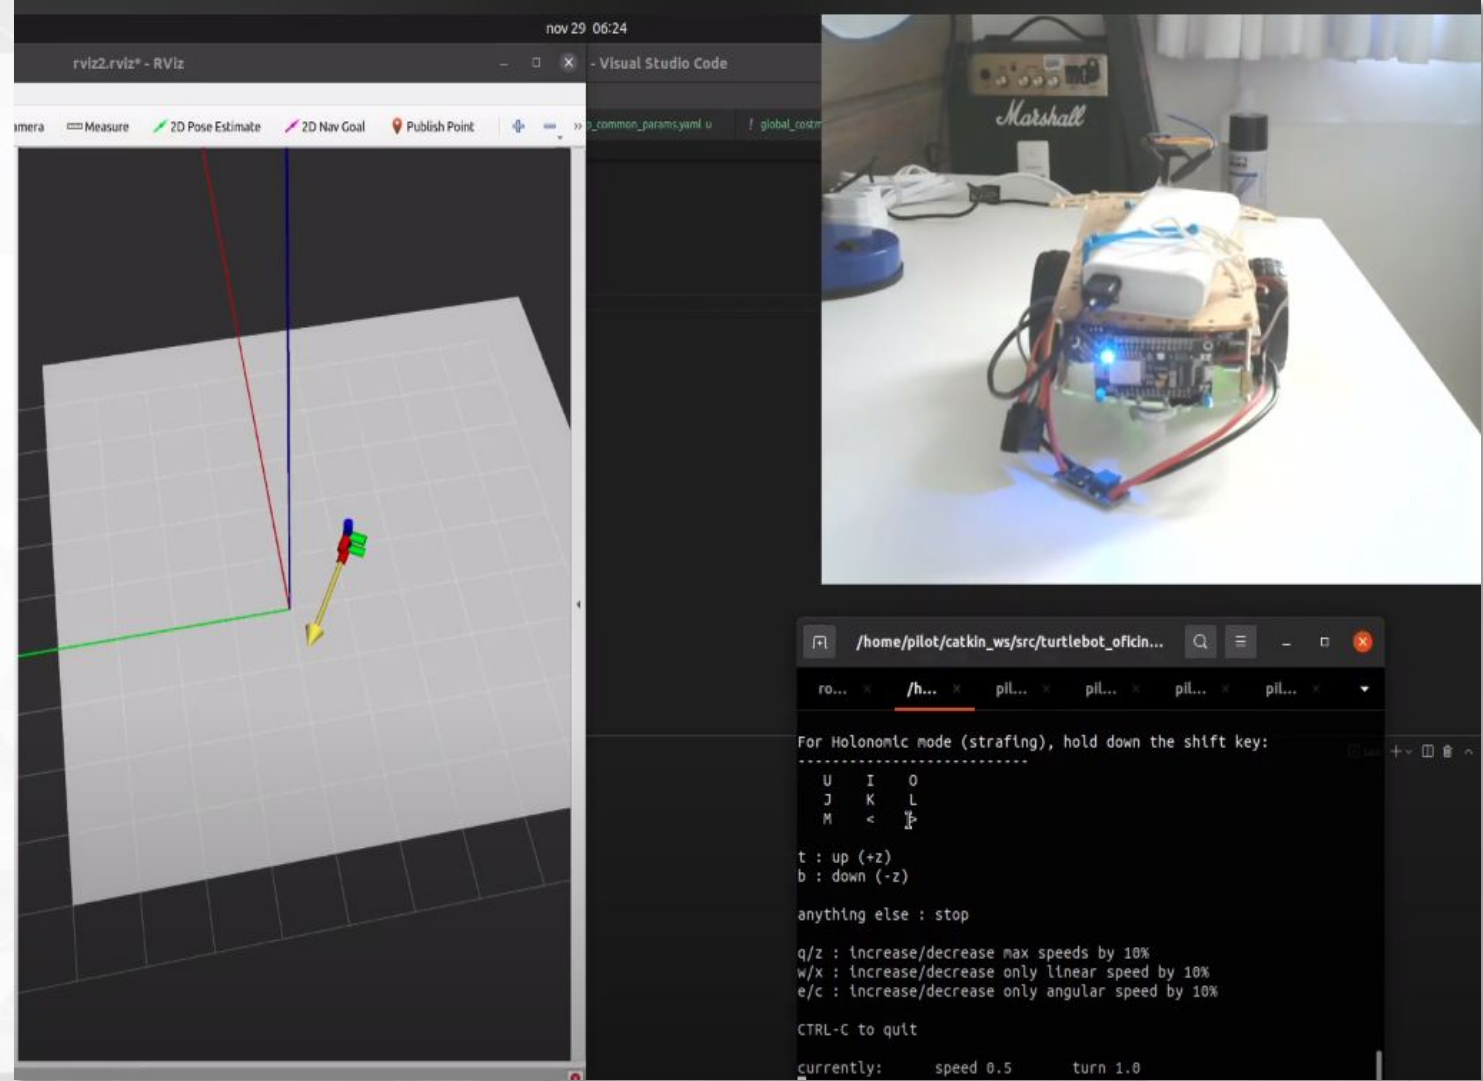 nov 29 06:24
rviz2.rviz* - RViz
- Visual Studio Code
amera Measure 2D Pose Estimate 2D Nav Goal Publish Point
o_common_params.yaml u ! global_costm
Marshall
/home/pilot/catkin_ws/src/turtlebot_oficin...
ro... /h... pil... pil... pil... pil...
For Holonomic mode (strafing), hold down the shift key:
---------------------------
U I O
J K L
M < >
t : up (+z)
b : down (-z)
anything else : stop
q/z : increase/decrease max speeds by 10%
w/x : increase/decrease only linear speed by 10%
e/c : increase/decrease only angular speed by 10%
CTRL-C to quit
currently: speed 0.5 turn 1.0